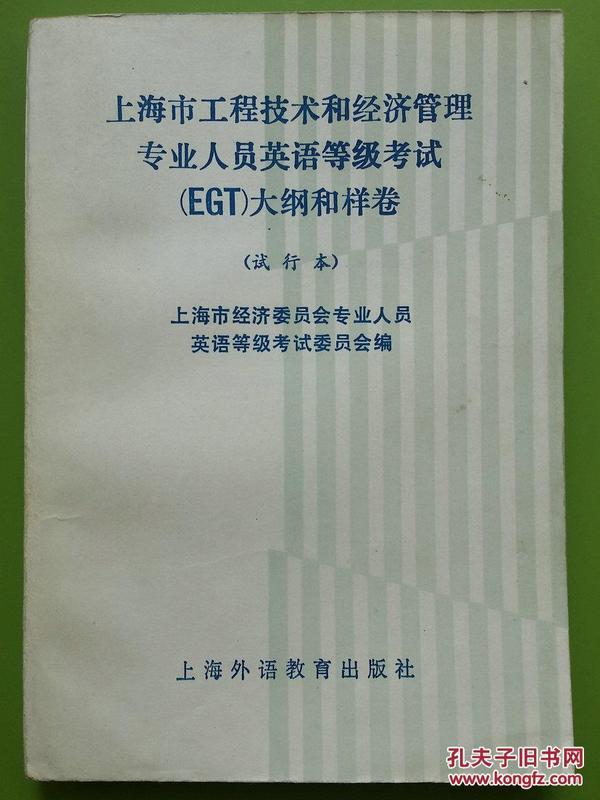 上海市工程技术和经济管理
专业人员英语等级考试
(EGT)大纲和样卷
(试行本)
上海市经济委员会专业人员
英语等级考试委员会编
上海外语教育出版社
孔夫子旧书网
www.kongfz.com